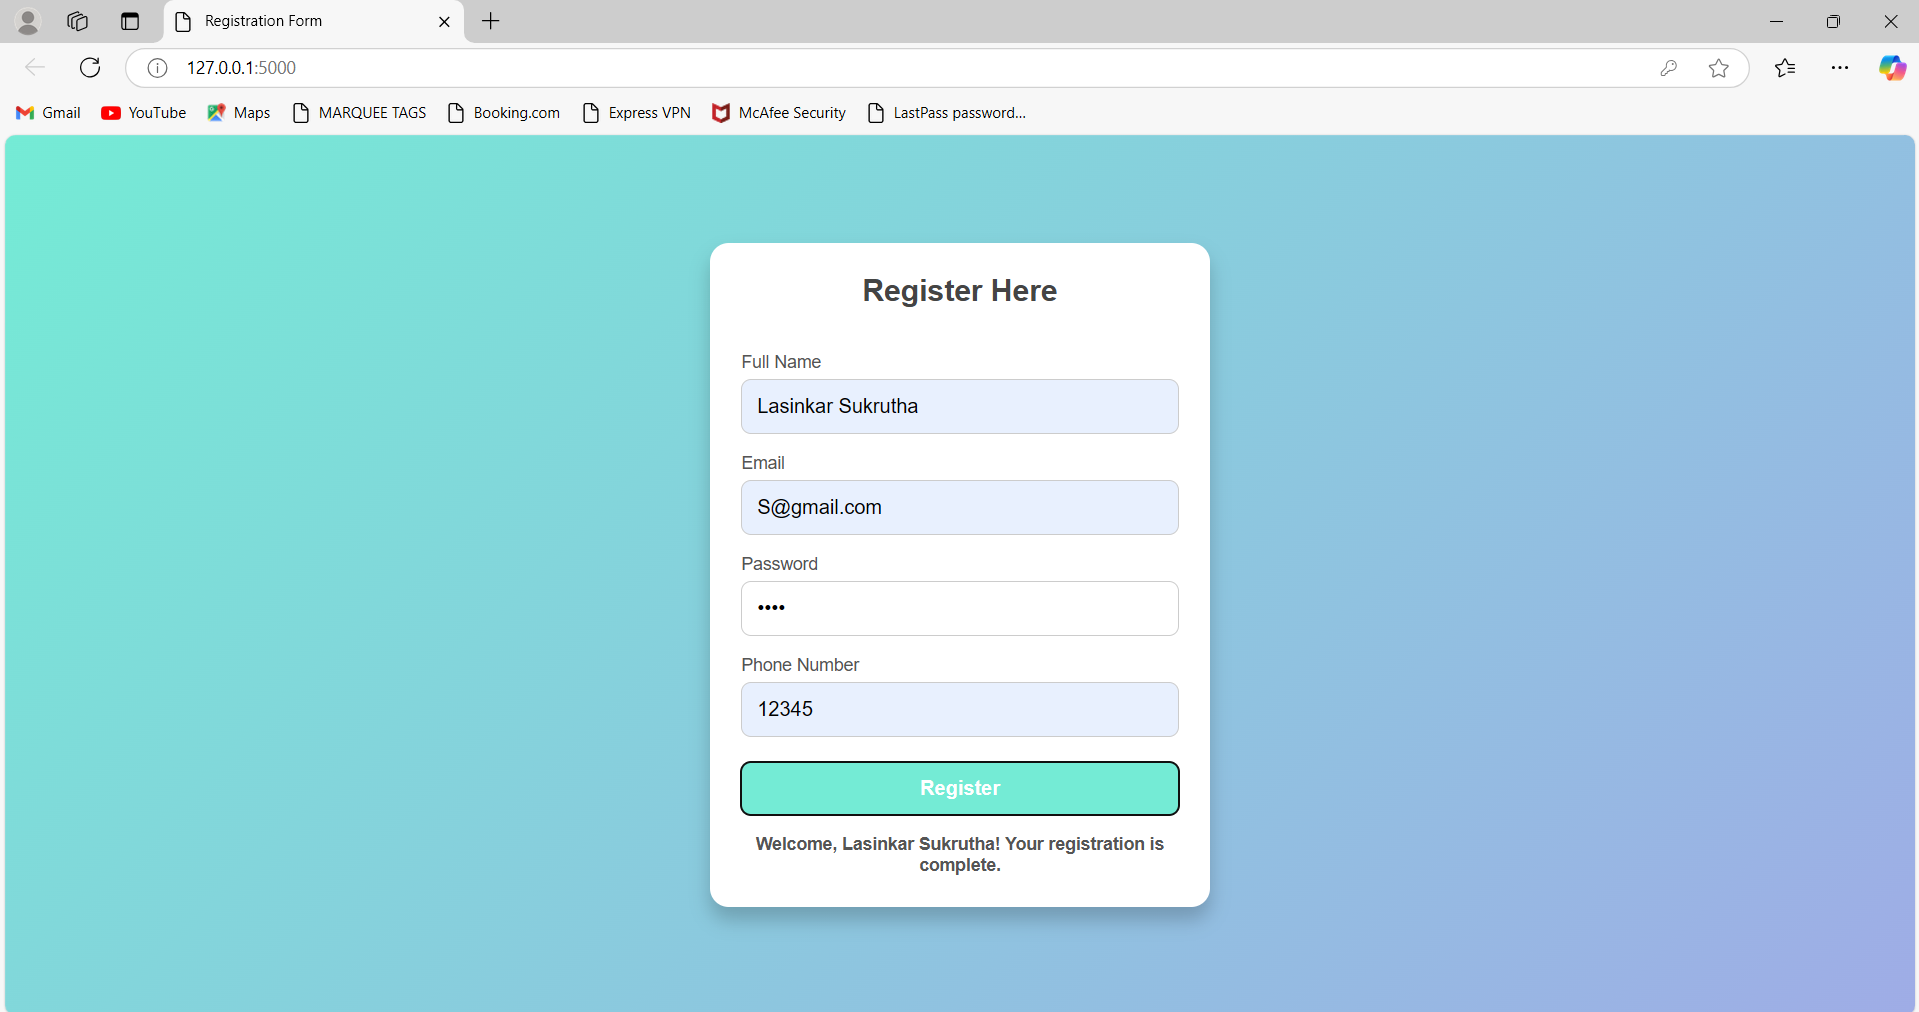 Registration Form
127.0.0.1:5000
Gmail YouTube Maps MARQUEE TAGS Booking.com Express VPN McAfee Security LastPass password...
Register Here
Full Name
Lasinkar Sukrutha
Email
S@gmail.com
Password
••••
Phone Number
12345
Register
Welcome, Lasinkar Sukrutha! Your registration is
complete.